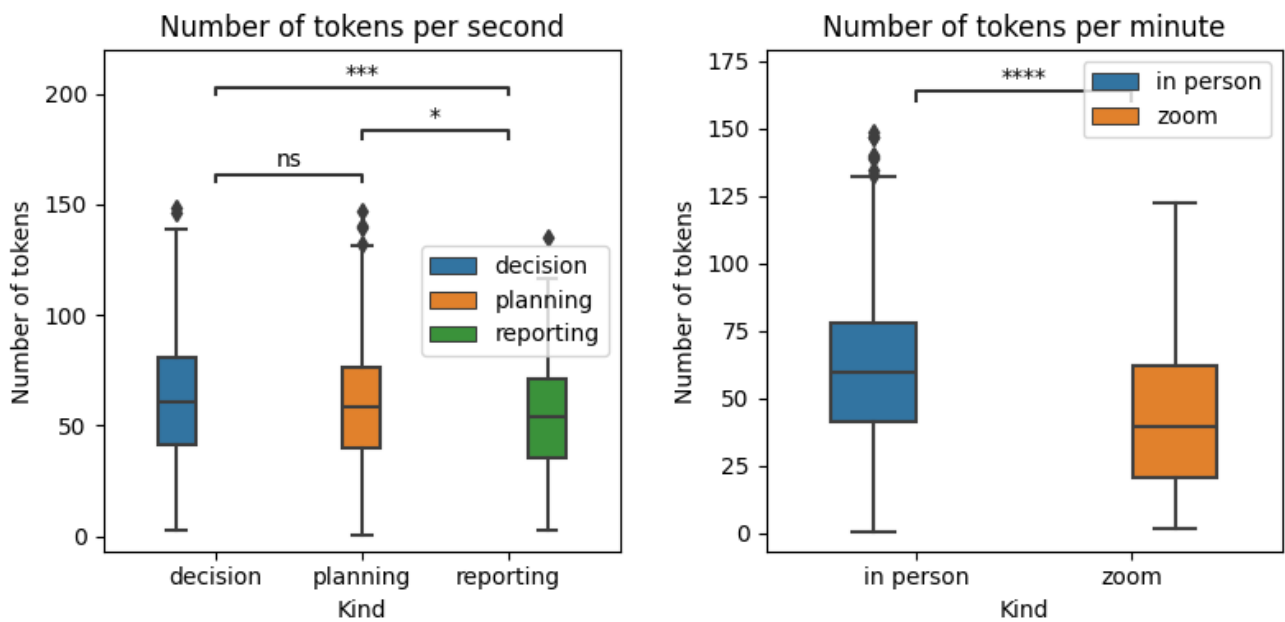 Number of tokens per second
Number of tokens
200
150
100
50
0
***
*
ns
decision
planning
reporting
decision
planning
reporting
Kind
Number of tokens per minute
Number of tokens
175
150
125
100
75
50
25
0
****
in person
zoom
in person
zoom
Kind